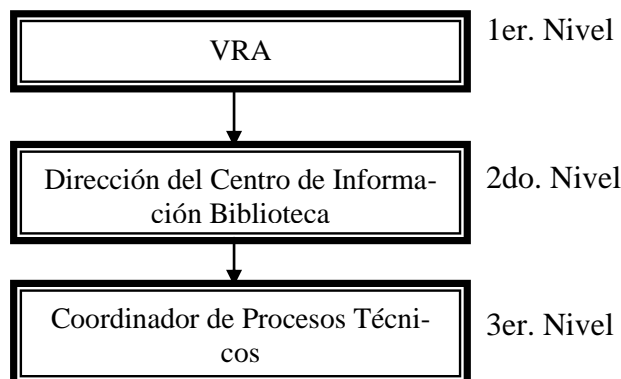 1er. Nivel
VRA
Dirección del Centro de Informa-
ción Biblioteca
2do. Nivel
Coordinador de Procesos Técni-
cos
3er. Nivel